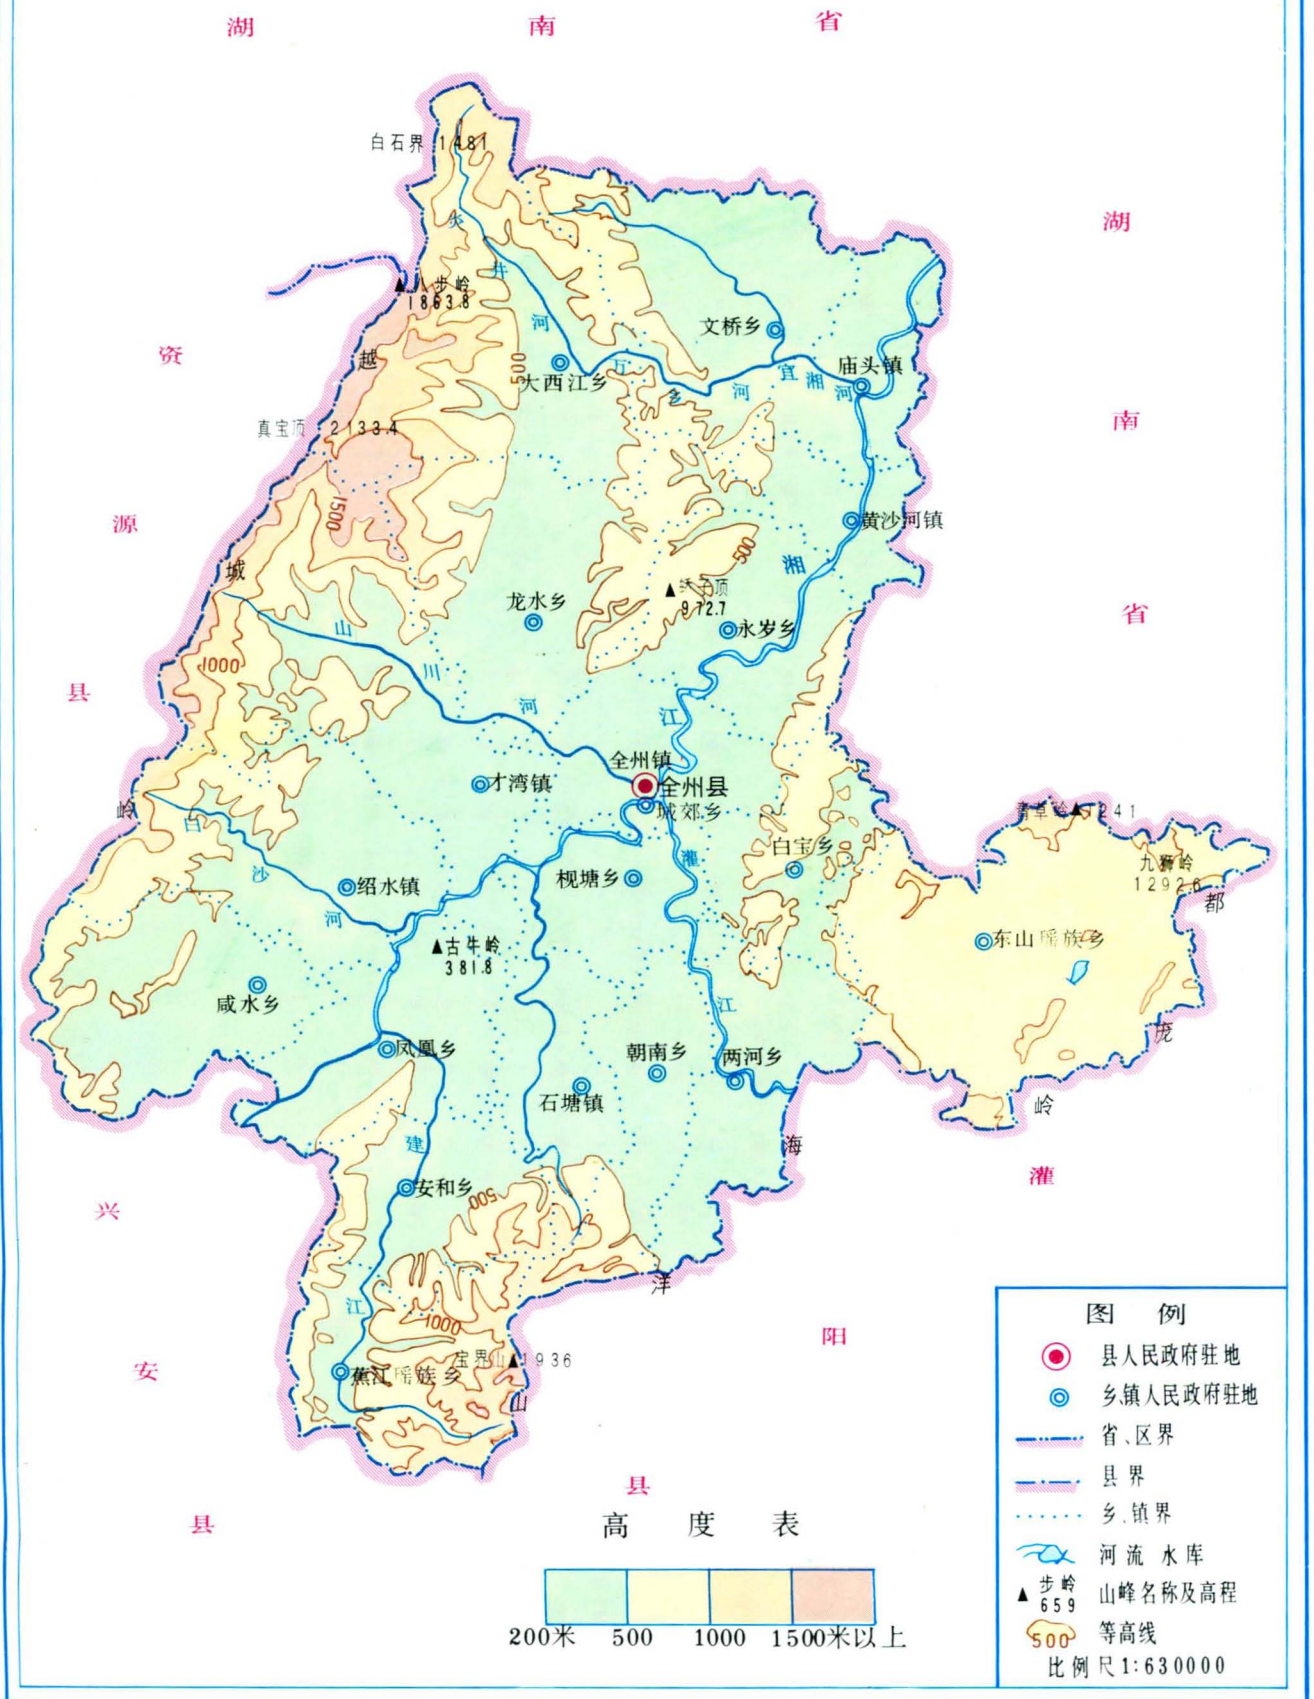 湖 南 省
白石界 1481
炎
井
河
八步岭
1863.8
越
湖
资
500
大西江乡
万
乡
河
文桥乡
宜
湘
河
庙头镇
真宝顶 2133.4
南
1500
源
500
湘
黄沙河镇
城
龙水乡
轿子顶
972.7
永岁乡
省
山
川
河
1000
县
江
全州镇
全州县
城郊乡
才湾镇
岭
白
沙
河
青草岭 1241
灌
白宝乡
九狮岭
1292.6
都
绍水镇
枧塘乡
古牛岭
381.8
东山瑶族乡
咸水乡
江
庞
凤凰乡
朝南乡
两河乡
石塘镇
岭
建
海
灌
安和乡
500
兴
洋
江
1000
阳
宝界山 1936
安
蕉江瑶族乡
山
县
县
高 度 表
200米 500 1000 1500米以上
图 例
县人民政府驻地
乡、镇人民政府驻地
省、区界
县界
乡、镇界
河流 水库
步岭
659
山峰名称及高程
500
等高线
比例尺1:630000